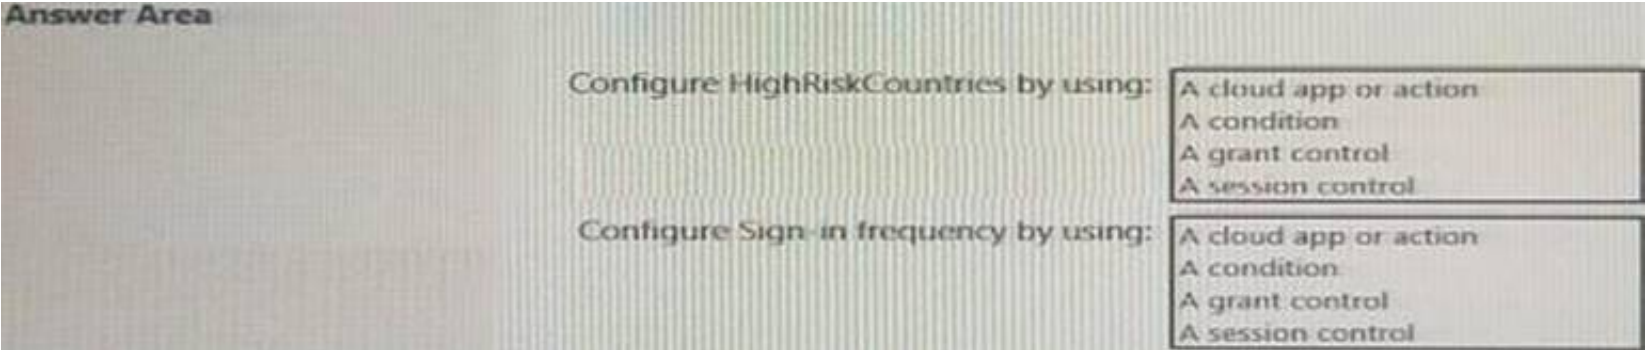 Answer Area
Configure HighRiskCountries by using:
A cloud app or action
A condition
A grant control
A session control
Configure Sign-in frequency by using:
A cloud app or action
A condition
A grant control
A session control